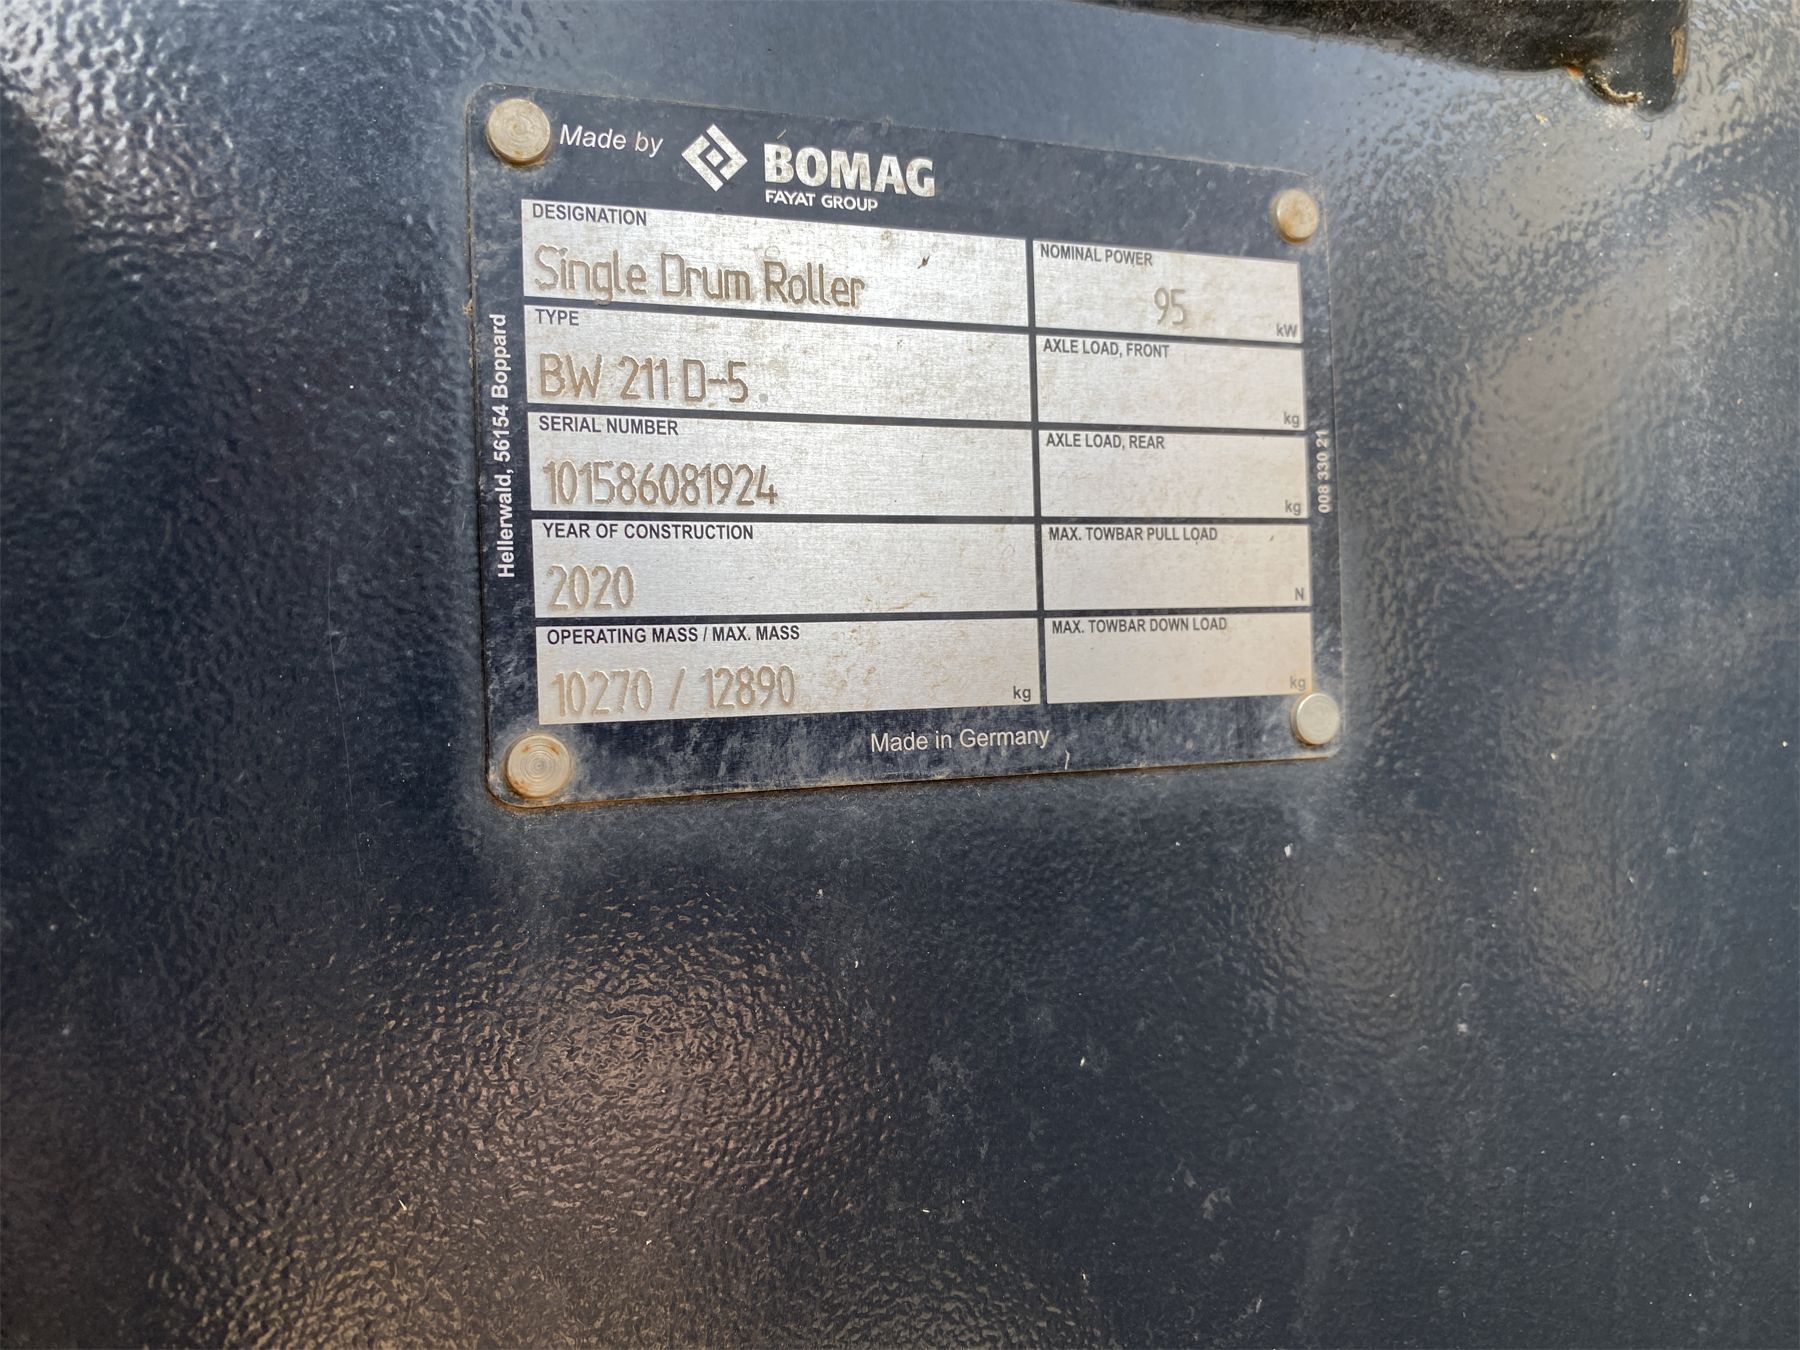 Made by BOMAG
FAYAT GROUP
DESIGNATION
Single Drum Roller
TYPE
BW 211 D-5
SERIAL NUMBER
101586081924
YEAR OF CONSTRUCTION
2020
OPERATING MASS / MAX. MASS
10270 / 12890 kg
NOMINAL POWER
95 kW
AXLE LOAD, FRONT
kg
AXLE LOAD, REAR
kg
MAX. TOWBAR PULL LOAD
N
MAX. TOWBAR DOWN LOAD
kg
Hellerwald, 56154 Boppard
008 330 21
Made in Germany